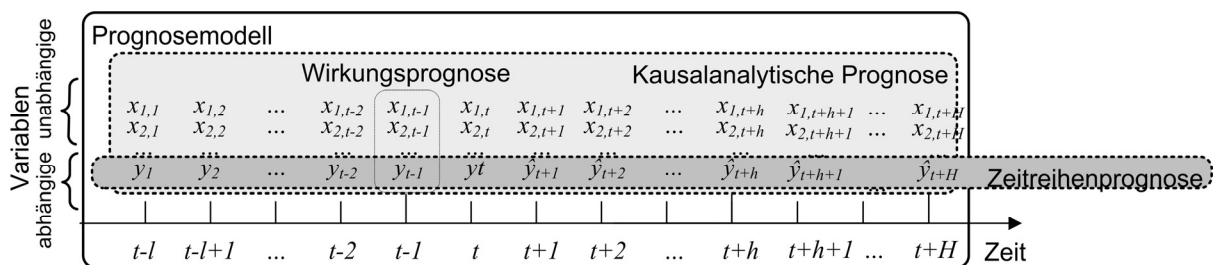 Prognosemodell
Wirkungsprognose Kausalanalytische Prognose
Variablen
unabhängige
abhängige
x1,1 x1,2 ... x1,t-2 x1,t-1 x1,t x1,t+1 x1,t+2 ... x1,t+h x1,t+h+1 ... x1,t+H
x2,1 x2,2 ... x2,t-2 x2,t-1 x2,t x2,t+1 x2,t+2 ... x2,t+h x2,t+h+1 ... x2,t+H
... ... ... ... ... ... ... ... ... ...
y1 y2 ... yt-2 yt-1 yt ŷt+1 ŷt+2 ... ŷt+h ŷt+h+1 ... ŷt+H Zeitreihenprognose
t-l t-l+1 ... t-2 t-1 t t+1 t+2 ... t+h t+h+1 ... t+H Zeit